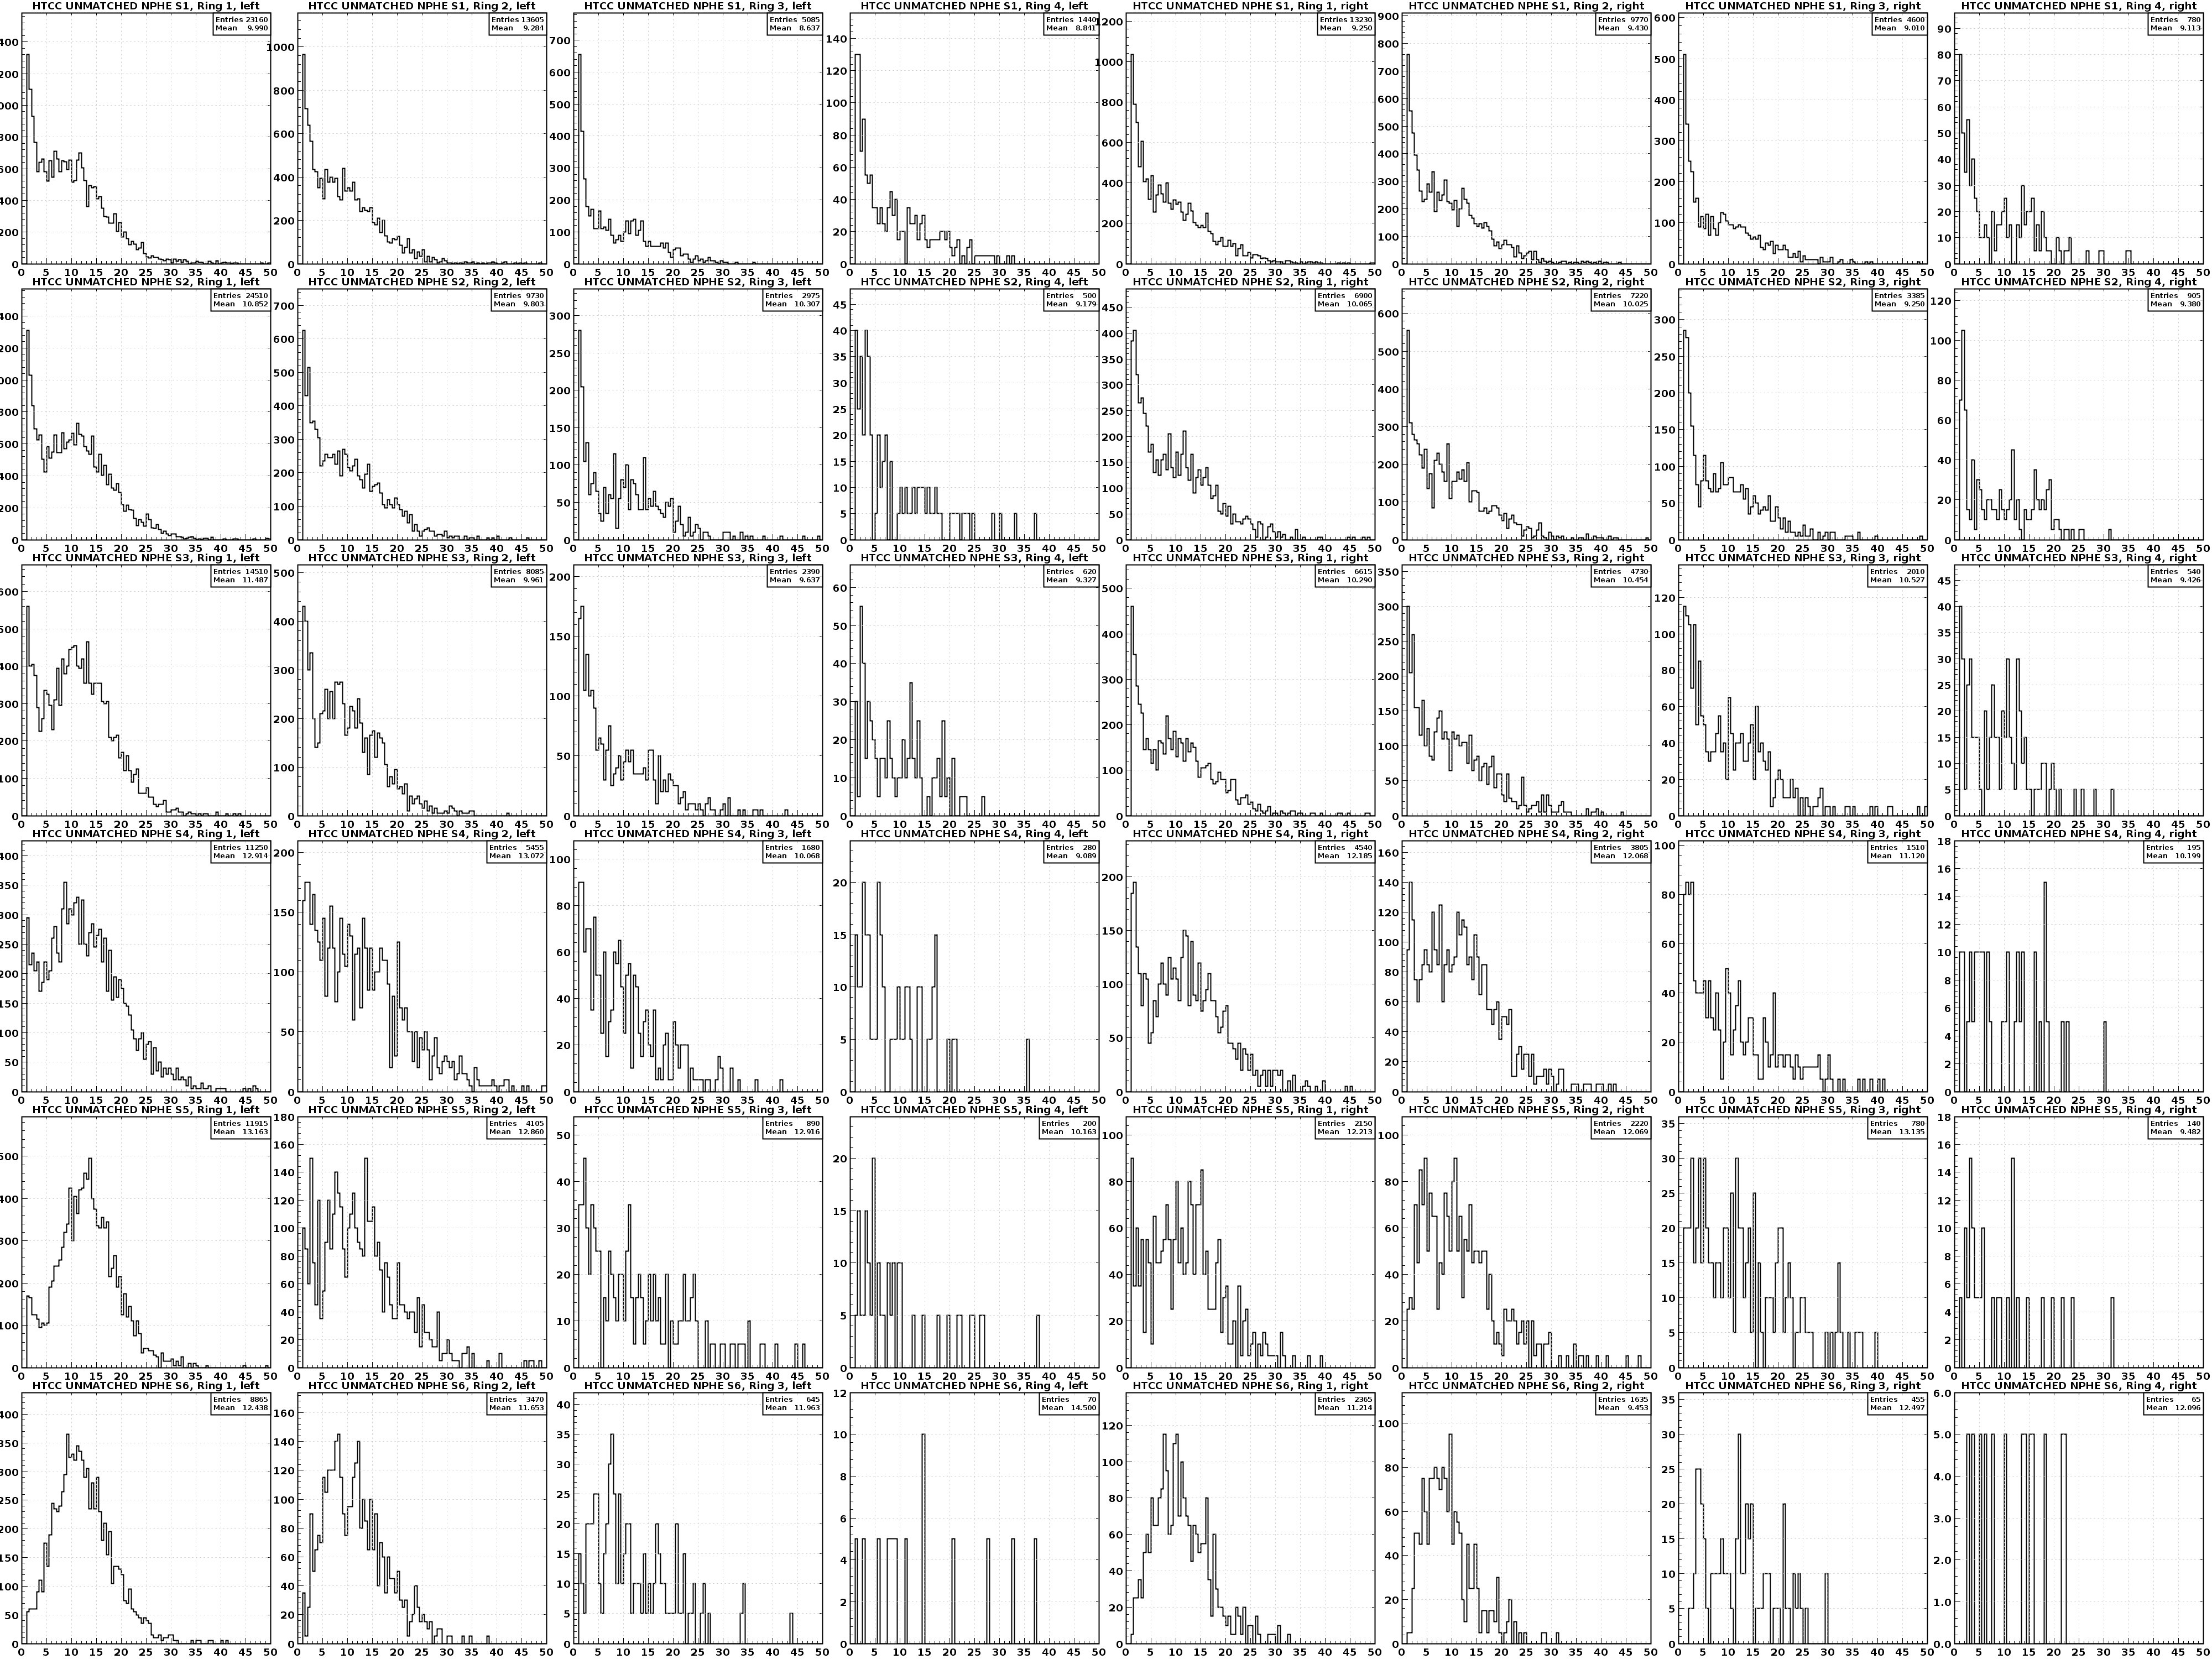 HTCC UNMATCHED NPHE S1, Ring 1, left
Entries 23160
Mean 9.990
HTCC UNMATCHED NPHE S1, Ring 2, left
Entries 13605
Mean 9.284
HTCC UNMATCHED NPHE S1, Ring 3, left
Entries 5085
Mean 8.637
HTCC UNMATCHED NPHE S1, Ring 4, left
Entries 1440
Mean 8.841
HTCC UNMATCHED NPHE S1, Ring 1, right
Entries 13230
Mean 9.250
HTCC UNMATCHED NPHE S1, Ring 2, right
Entries 9770
Mean 9.430
HTCC UNMATCHED NPHE S1, Ring 3, right
Entries 4600
Mean 9.010
HTCC UNMATCHED NPHE S1, Ring 4, right
Entries 780
Mean 9.113
HTCC UNMATCHED NPHE S2, Ring 1, left
Entries 24510
Mean 10.852
HTCC UNMATCHED NPHE S2, Ring 2, left
Entries 9730
Mean 9.803
HTCC UNMATCHED NPHE S2, Ring 3, left
Entries 2975
Mean 10.307
HTCC UNMATCHED NPHE S2, Ring 4, left
Entries 500
Mean 9.179
HTCC UNMATCHED NPHE S2, Ring 1, right
Entries 6900
Mean 10.065
HTCC UNMATCHED NPHE S2, Ring 2, right
Entries 7220
Mean 10.025
HTCC UNMATCHED NPHE S2, Ring 3, right
Entries 3385
Mean 9.250
HTCC UNMATCHED NPHE S2, Ring 4, right
Entries 905
Mean 9.380
HTCC UNMATCHED NPHE S3, Ring 1, left
Entries 14510
Mean 11.487
HTCC UNMATCHED NPHE S3, Ring 2, left
Entries 8085
Mean 9.961
HTCC UNMATCHED NPHE S3, Ring 3, left
Entries 2390
Mean 9.637
HTCC UNMATCHED NPHE S3, Ring 4, left
Entries 620
Mean 9.327
HTCC UNMATCHED NPHE S3, Ring 1, right
Entries 6615
Mean 10.290
HTCC UNMATCHED NPHE S3, Ring 2, right
Entries 4730
Mean 10.454
HTCC UNMATCHED NPHE S3, Ring 3, right
Entries 2010
Mean 10.527
HTCC UNMATCHED NPHE S3, Ring 4, right
Entries 540
Mean 9.426
HTCC UNMATCHED NPHE S4, Ring 1, left
Entries 11250
Mean 12.914
HTCC UNMATCHED NPHE S4, Ring 2, left
Entries 5455
Mean 13.072
HTCC UNMATCHED NPHE S4, Ring 3, left
Entries 1680
Mean 10.068
HTCC UNMATCHED NPHE S4, Ring 4, left
Entries 280
Mean 9.089
HTCC UNMATCHED NPHE S4, Ring 1, right
Entries 4540
Mean 12.185
HTCC UNMATCHED NPHE S4, Ring 2, right
Entries 3805
Mean 12.068
HTCC UNMATCHED NPHE S4, Ring 3, right
Entries 1510
Mean 11.120
HTCC UNMATCHED NPHE S4, Ring 4, right
Entries 195
Mean 10.199
HTCC UNMATCHED NPHE S5, Ring 1, left
Entries 11915
Mean 13.163
HTCC UNMATCHED NPHE S5, Ring 2, left
Entries 4105
Mean 12.860
HTCC UNMATCHED NPHE S5, Ring 3, left
Entries 890
Mean 12.916
HTCC UNMATCHED NPHE S5, Ring 4, left
Entries 200
Mean 10.163
HTCC UNMATCHED NPHE S5, Ring 1, right
Entries 2150
Mean 12.213
HTCC UNMATCHED NPHE S5, Ring 2, right
Entries 2220
Mean 12.069
HTCC UNMATCHED NPHE S5, Ring 3, right
Entries 780
Mean 13.135
HTCC UNMATCHED NPHE S5, Ring 4, right
Entries 140
Mean 9.482
HTCC UNMATCHED NPHE S6, Ring 1, left
Entries 8865
Mean 12.438
HTCC UNMATCHED NPHE S6, Ring 2, left
Entries 3470
Mean 11.653
HTCC UNMATCHED NPHE S6, Ring 3, left
Entries 645
Mean 11.963
HTCC UNMATCHED NPHE S6, Ring 4, left
Entries 70
Mean 14.500
HTCC UNMATCHED NPHE S6, Ring 1, right
Entries 2365
Mean 11.214
HTCC UNMATCHED NPHE S6, Ring 2, right
Entries 1635
Mean 9.453
HTCC UNMATCHED NPHE S6, Ring 3, right
Entries 455
Mean 12.497
HTCC UNMATCHED NPHE S6, Ring 4, right
Entries 65
Mean 12.096